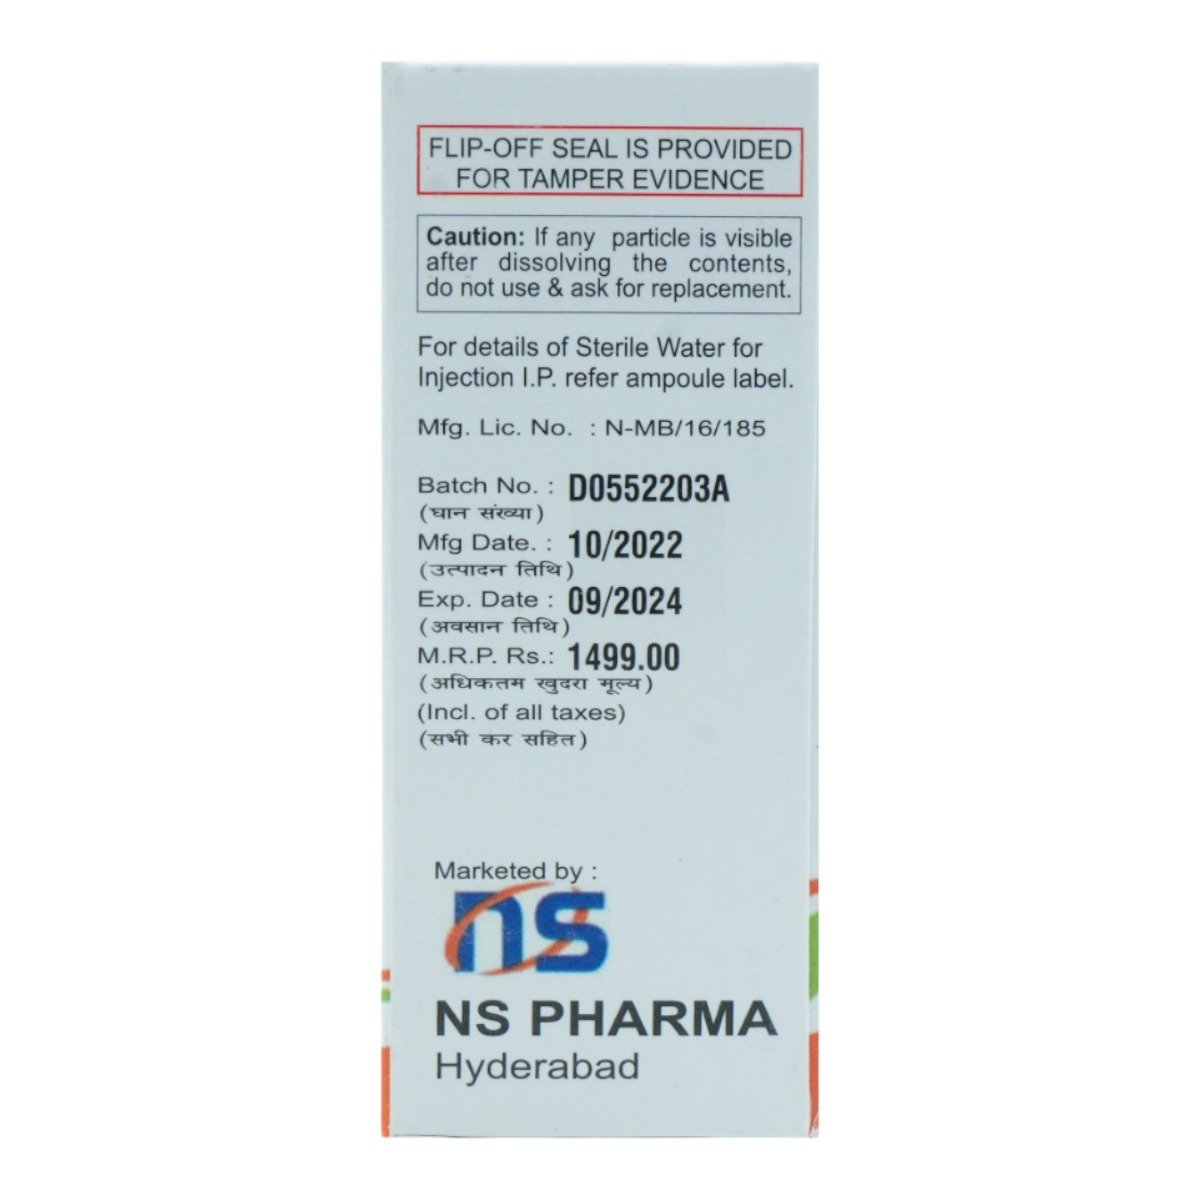 FLIP-OFF SEAL IS PROVIDED
FOR TAMPER EVIDENCE
Caution: If any particle is visible
after dissolving the contents,
do not use & ask for replacement.
For details of Sterile Water for
Injection I.P. refer ampoule label.
Mfg. Lic. No. : N-MB/16/185
Batch No. : D0552203A
(घान संख्या)
Mfg Date. : 10/2022
(उत्पादन तिथि)
Exp. Date : 09/2024
(अवसान तिथि)
M.R.P. Rs.: 1499.00
(अधिकतम खुदरा मूल्य)
(Incl. of all taxes)
(सभी कर सहित)
Marketed by :
ns
NS PHARMA
Hyderabad